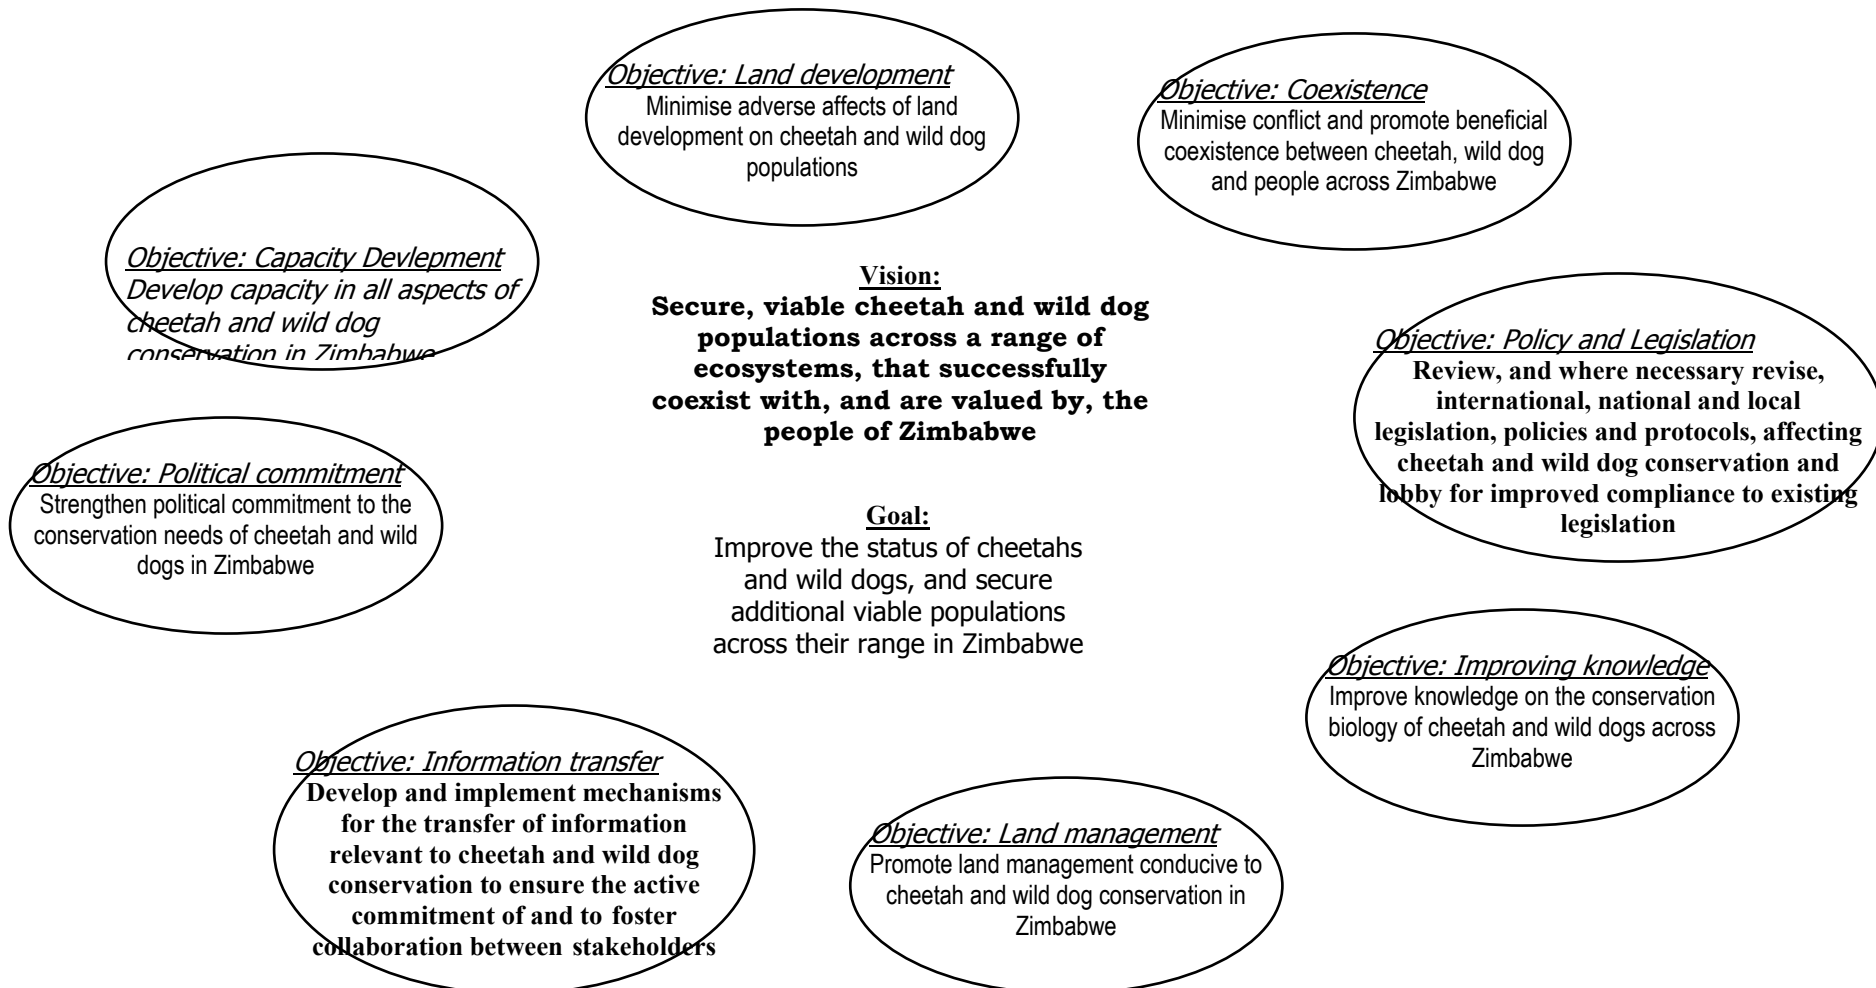 Objective: Land development
Minimise adverse affects of land
development on cheetah and wild dog
populations
Objective: Coexistence
Minimise conflict and promote beneficial
coexistence between cheetah, wild dog
and people across Zimbabwe
Objective: Capacity Devlepment
Develop capacity in all aspects of
cheetah and wild dog
conservation in Zimbabwe
Vision:
Secure, viable cheetah and wild dog
populations across a range of
ecosystems, that successfully
coexist with, and are valued by, the
people of Zimbabwe
Objective: Policy and Legislation
Review, and where necessary revise,
international, national and local
legislation, policies and protocols, affecting
cheetah and wild dog conservation and
lobby for improved compliance to existing
legislation
Objective: Political commitment
Strengthen political commitment to the
conservation needs of cheetah and wild
dogs in Zimbabwe
Goal:
Improve the status of cheetahs
and wild dogs, and secure
additional viable populations
across their range in Zimbabwe
Objective: Improving knowledge
Improve knowledge on the conservation
biology of cheetah and wild dogs across
Zimbabwe
Objective: Information transfer
Develop and implement mechanisms
for the transfer of information
relevant to cheetah and wild dog
conservation to ensure the active
commitment of and to foster
collaboration between stakeholders
Objective: Land management
Promote land management conducive to
cheetah and wild dog conservation in
Zimbabwe